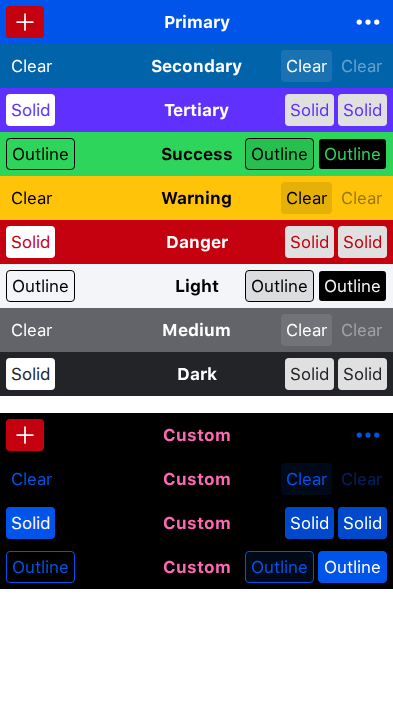 Primary
Clear Secondary Clear Clear
Solid Tertiary Solid Solid
Outline Success Outline Outline
Clear Warning Clear Clear
Solid Danger Solid Solid
Outline Light Outline Outline
Clear Medium Clear Clear
Solid Dark Solid Solid
Custom
Clear Custom Clear Clear
Solid Custom Solid Solid
Outline Custom Outline Outline